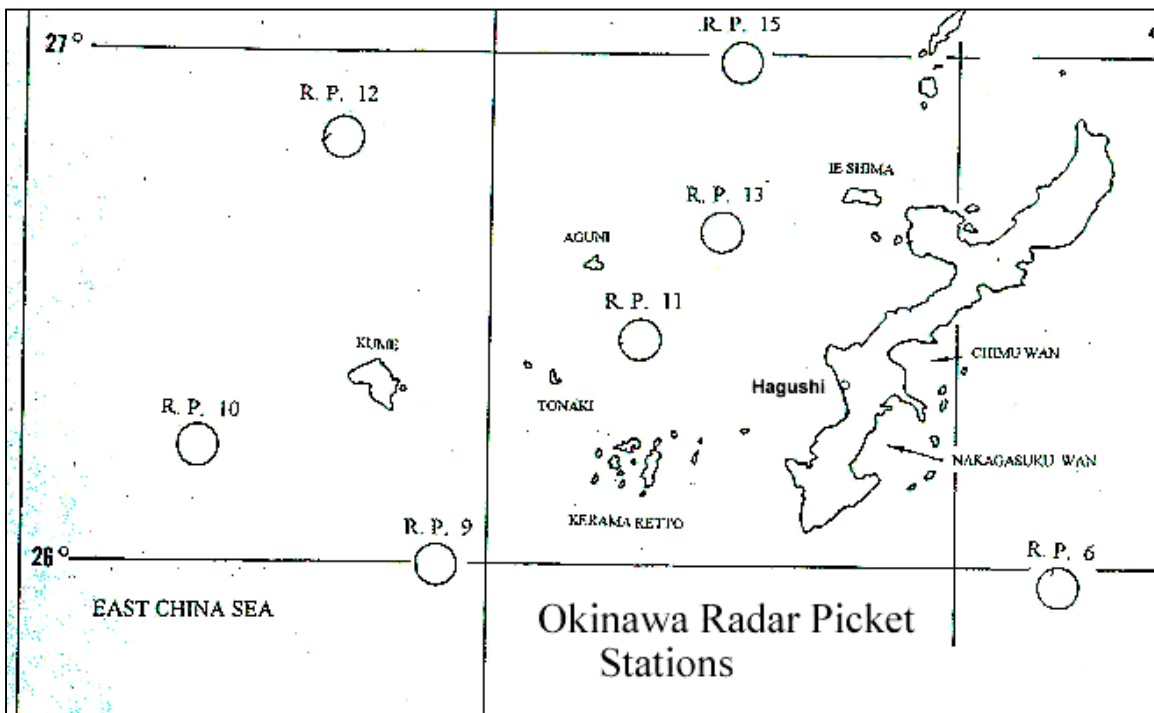 R. P. 15
27°
R. P. 12
IE SHIMA
R. P. 13
AGUNI
R. P. 11
KUME
CHIMU WAN
Hagushi
TONAKI
R. P. 10
NAKAGASUKU WAN
KERAMA RETTO
R. P. 9
26°
R. P. 6
EAST CHINA SEA
Okinawa Radar Picket
Stations